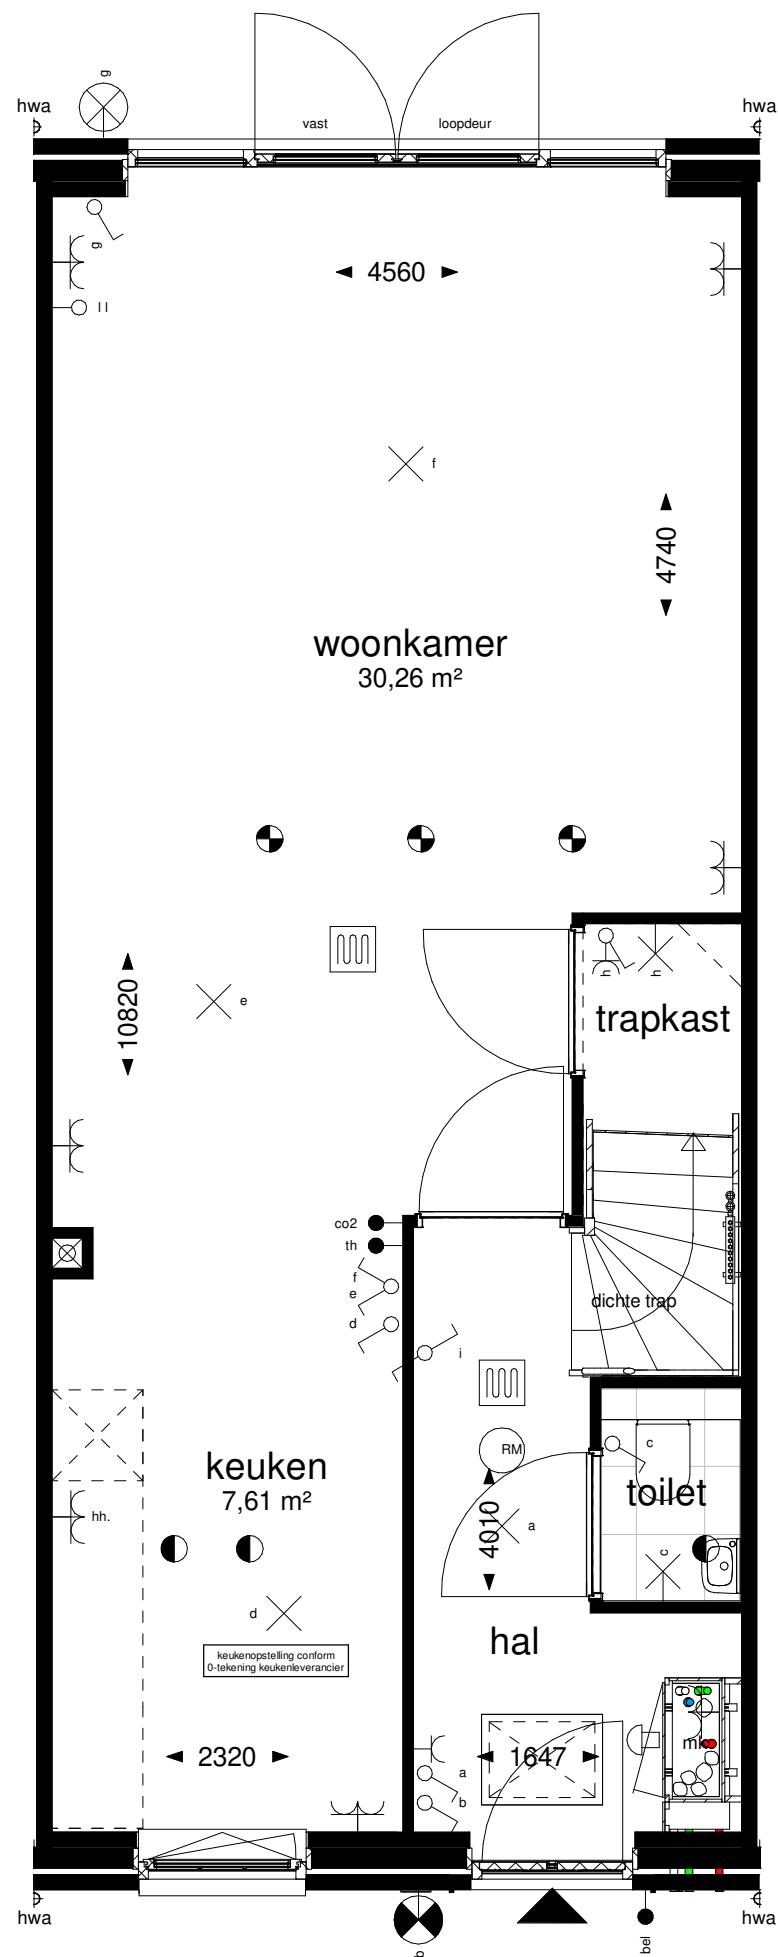 g
hwa
hwa
vast
loopdeur
g
4560
l l
f
4740
woonkamer
30,26 m²
h
h
10820
e
trapkast
co2
th
f
e
d
i
dichte trap
RM
c
keuken
7,61 m²
toilet
hh.
4010
a
c
d
hal
keukenopstelling conform
0-tekening keukenleverancier
mk
2320
1647
a
b
hwa
hwa
b
bel